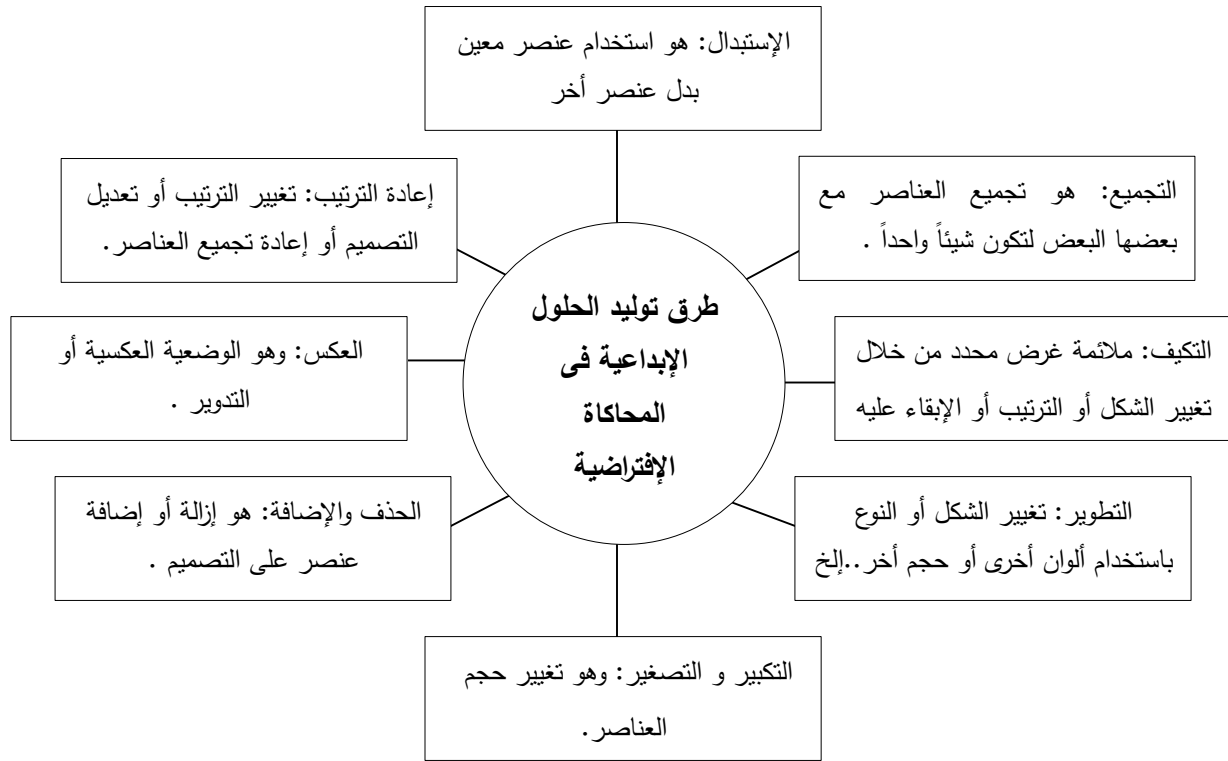 الإستبدال: هو استخدام عنصر معين
بدل عنصر أخر
التجميع: هو تجميع العناصر مع
بعضها البعض لتكون شيئاً واحداً .
التكيف: ملائمة غرض محدد من خلال
تغيير الشكل أو الترتيب أو الإبقاء عليه
التطوير: تغيير الشكل أو النوع
باستخدام ألوان أخرى أو حجم أخر..إلخ
التكبير و التصغير: وهو تغيير حجم
العناصر.
الحذف والإضافة: هو إزالة أو إضافة
عنصر على التصميم .
العكس: وهو الوضعية العكسية أو
التدوير .
إعادة الترتيب: تغيير الترتيب أو تعديل
التصميم أو إعادة تجميع العناصر.
طرق توليد الحلول
الإبداعية فى
المحاكاة
الإفتراضية